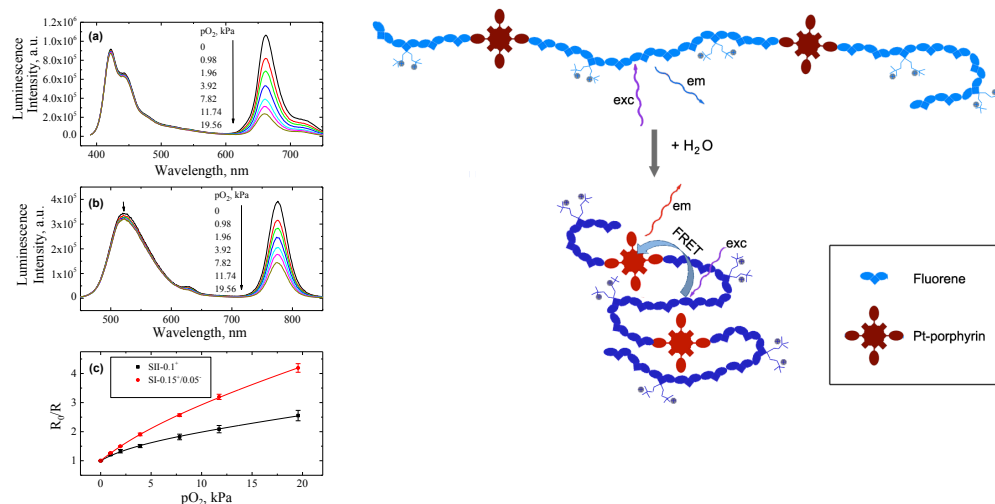 (a)
Luminescence
Intensity, a.u.
1.2x10⁶
1.0x10⁶
8.0x10⁵
6.0x10⁵
4.0x10⁵
2.0x10⁵
0.0
pO₂, kPa
0
0.98
1.96
3.92
7.82
11.74
19.56
400 500 600 700
Wavelength, nm
(b)
Luminescence
Intensity, a.u.
4x10⁵
3x10⁵
2x10⁵
1x10⁵
0
pO₂, kPa
0
0.98
1.96
3.92
7.82
11.74
19.56
500 600 700 800
Wavelength, nm
(c)
SII-0.1⁺
SI-0.15⁺/0.05⁻
R₀/R
4
3
2
1
0 5 10 15 20
pO₂, kPa
exc
em
+ H₂O
em
FRET
exc
Fluorene
Pt-porphyrin